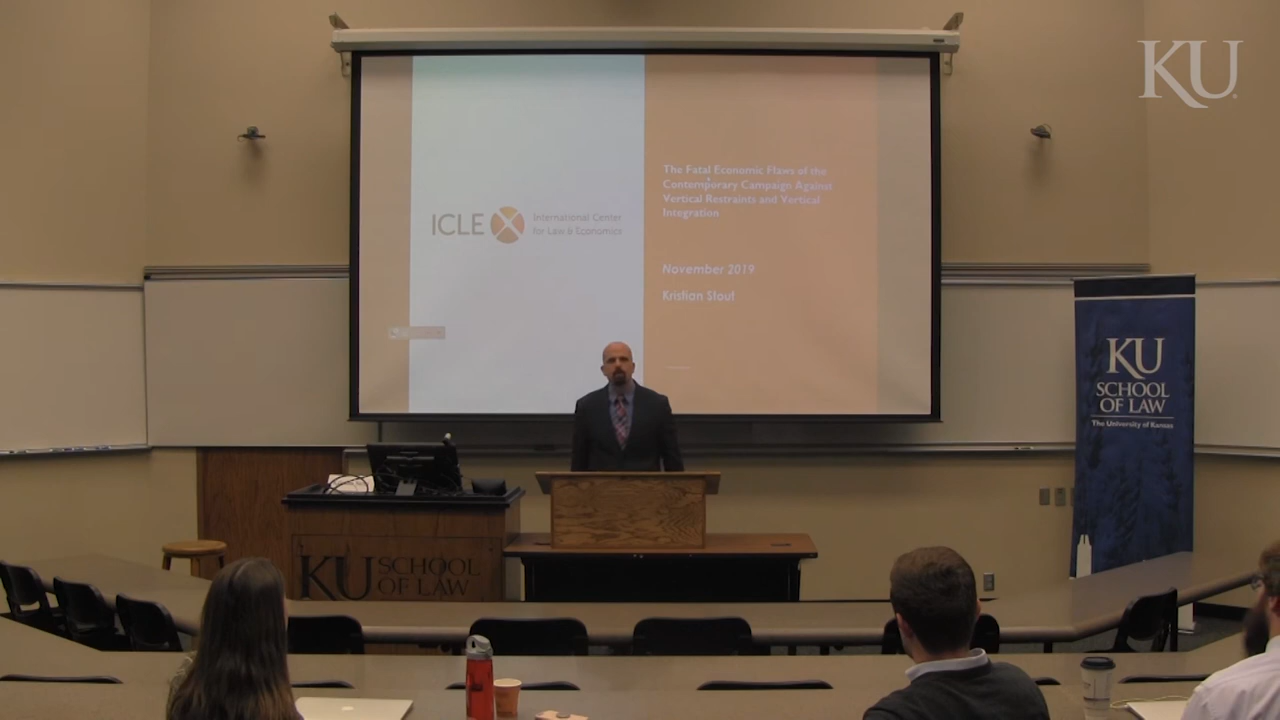 KU
The Fatal Economic Flaws of the
Contemporary Campaign Against
Vertical Restraints and Vertical
Integration
ICLE
International Center
for Law & Economics
November 2019
Kristian Stout
KU
SCHOOL
OF LAW
The University of Kansas
KU SCHOOL
OF LAW